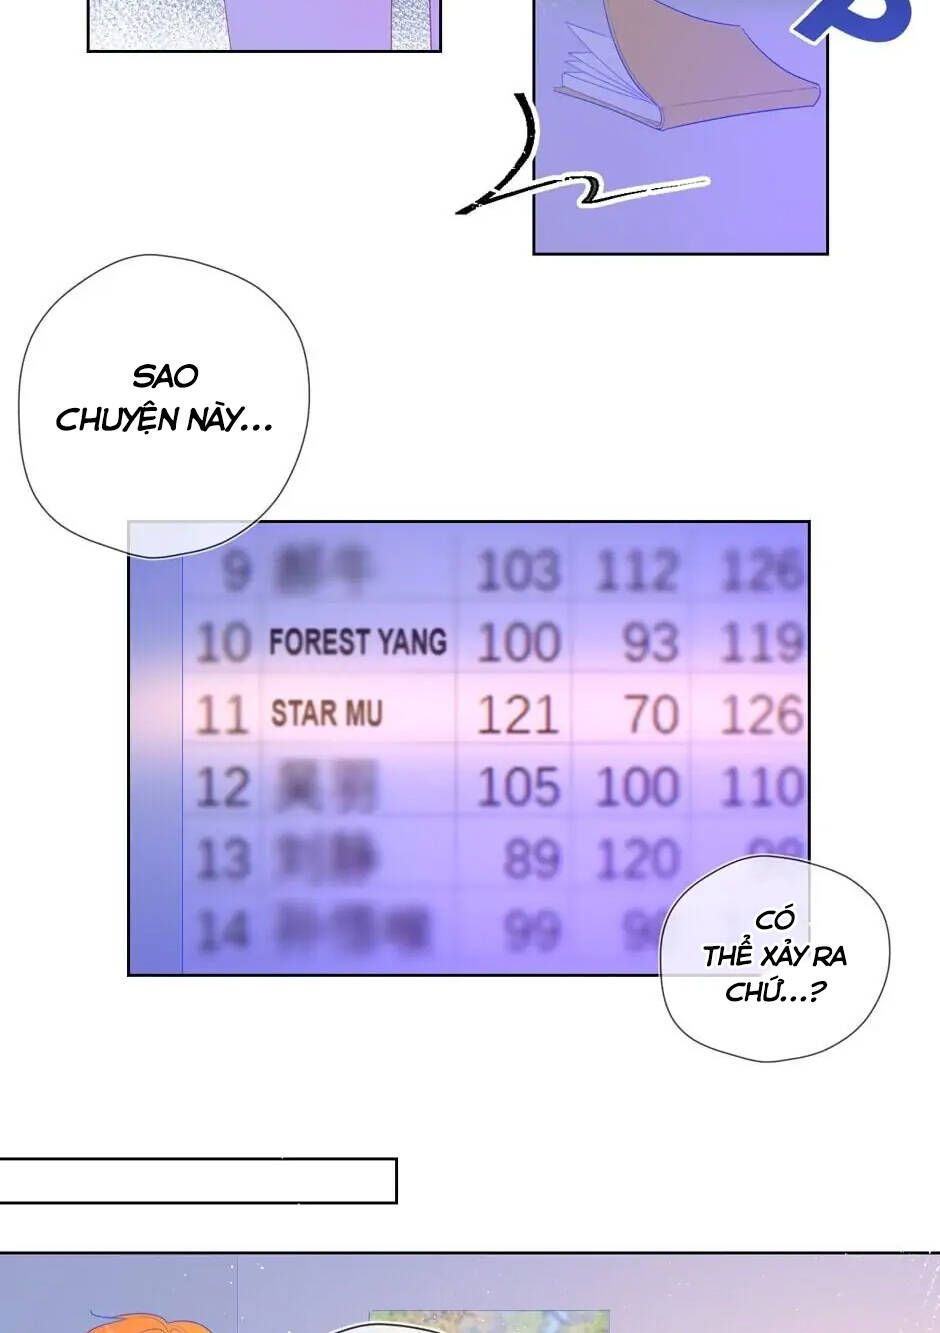 SAO
CHUYỆN NÀY...
9 103 112 126
10 FOREST YANG 100 93 119
11 STAR MU 121 70 126
12 105 100 110
13 89 120
14 99
CÓ
THỂ XẢY RA
CHỨ...?